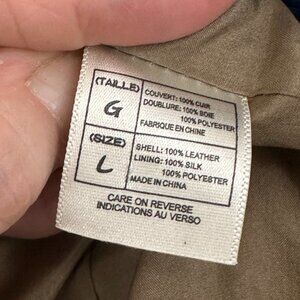 (TAILLE)
G
COUVERT: 100% CUIR
DOUBLURE: 100% SOIE
100% POLYESTER
FABRIQUE EN CHINE
(SIZE)
L
SHELL: 100% LEATHER
LINING: 100% SILK
100% POLYESTER
MADE IN CHINA
CARE ON REVERSE
INDICATIONS AU VERSO